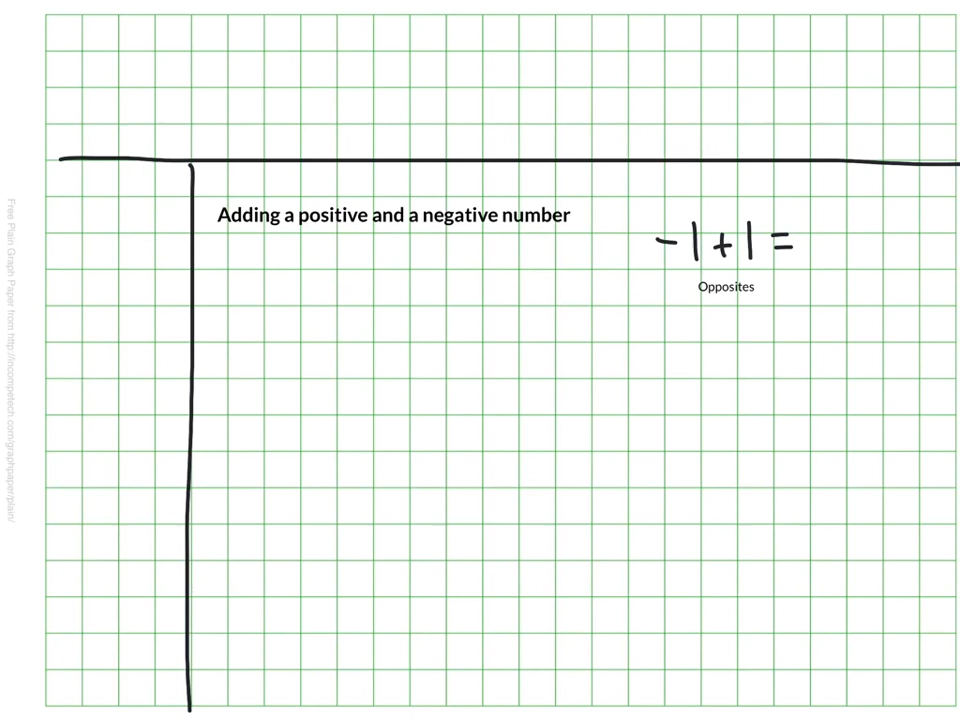 Adding a positive and a negative number
-1+1=
Opposites
Free Plain Graph Paper from http://incompetech.com/graphpaper/plain/